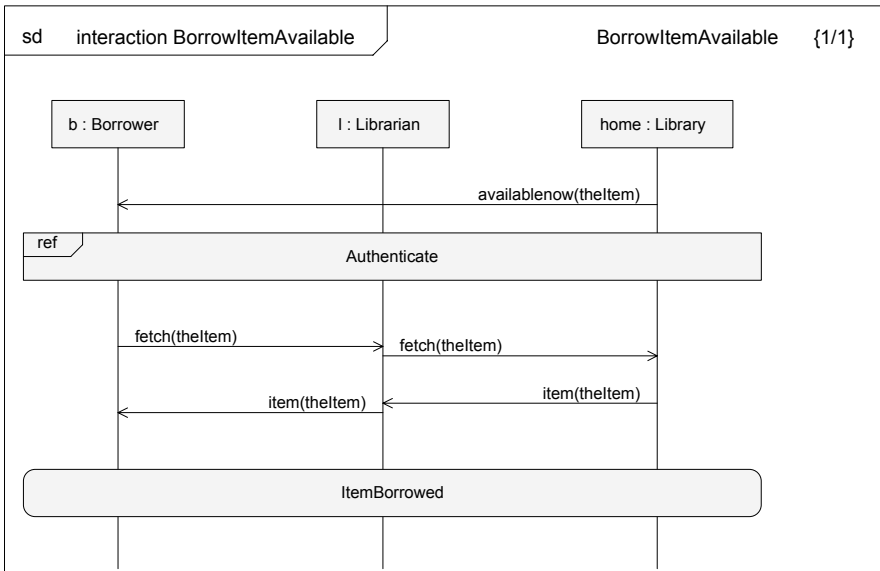 sd interaction BorrowItemAvailable BorrowItemAvailable {1/1}
b : Borrower l : Librarian home : Library
availablenow(theItem)
ref
Authenticate
fetch(theItem)
fetch(theItem)
item(theItem)
item(theItem)
ItemBorrowed